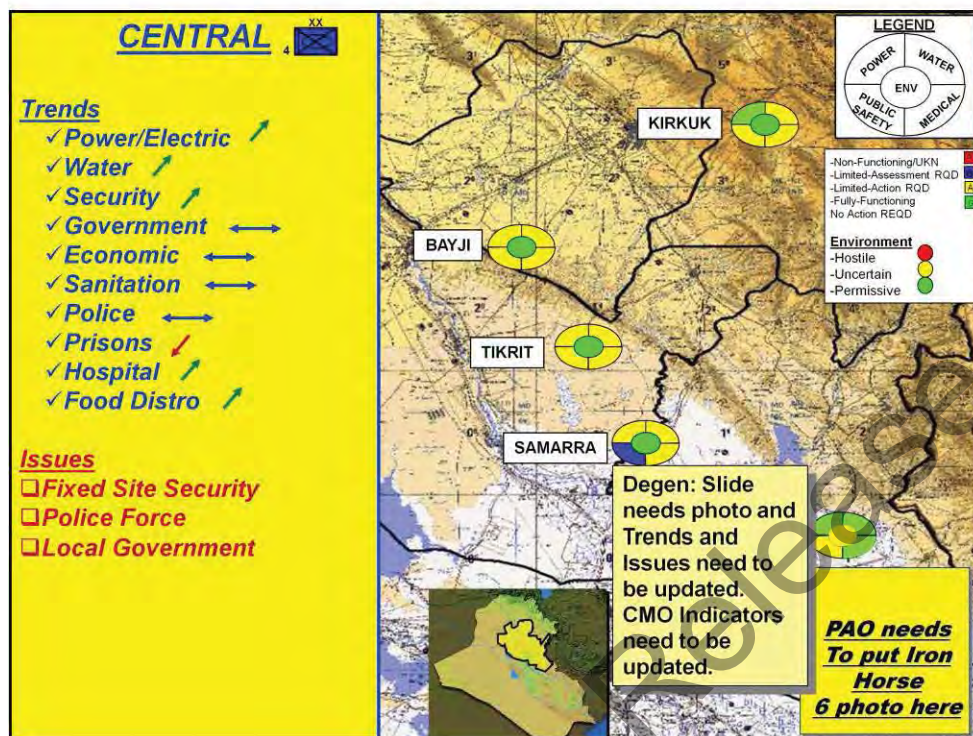 CENTRAL
XX
4
Trends
Power/Electric
Water
Security
Government
Economic
Sanitation
Police
Prisons
Hospital
Food Distro
Issues
Fixed Site Security
Police Force
Local Government
KIRKUK
BAYJI
TIKRIT
SAMARRA
LEGEND
POWER
WATER
ENV
PUBLIC
SAFETY
MEDICAL
-Non-Functioning/UKN
-Limited-Assessment RQD
-Limited-Action RQD
-Fully-Functioning
No Action REQD
Environment
-Hostile
-Uncertain
-Permissive
Degen: Slide
needs photo and
Trends and
Issues need to
be updated.
CMO Indicators
need to be
updated.
PAO needs
To put Iron
Horse
6 photo here
Release